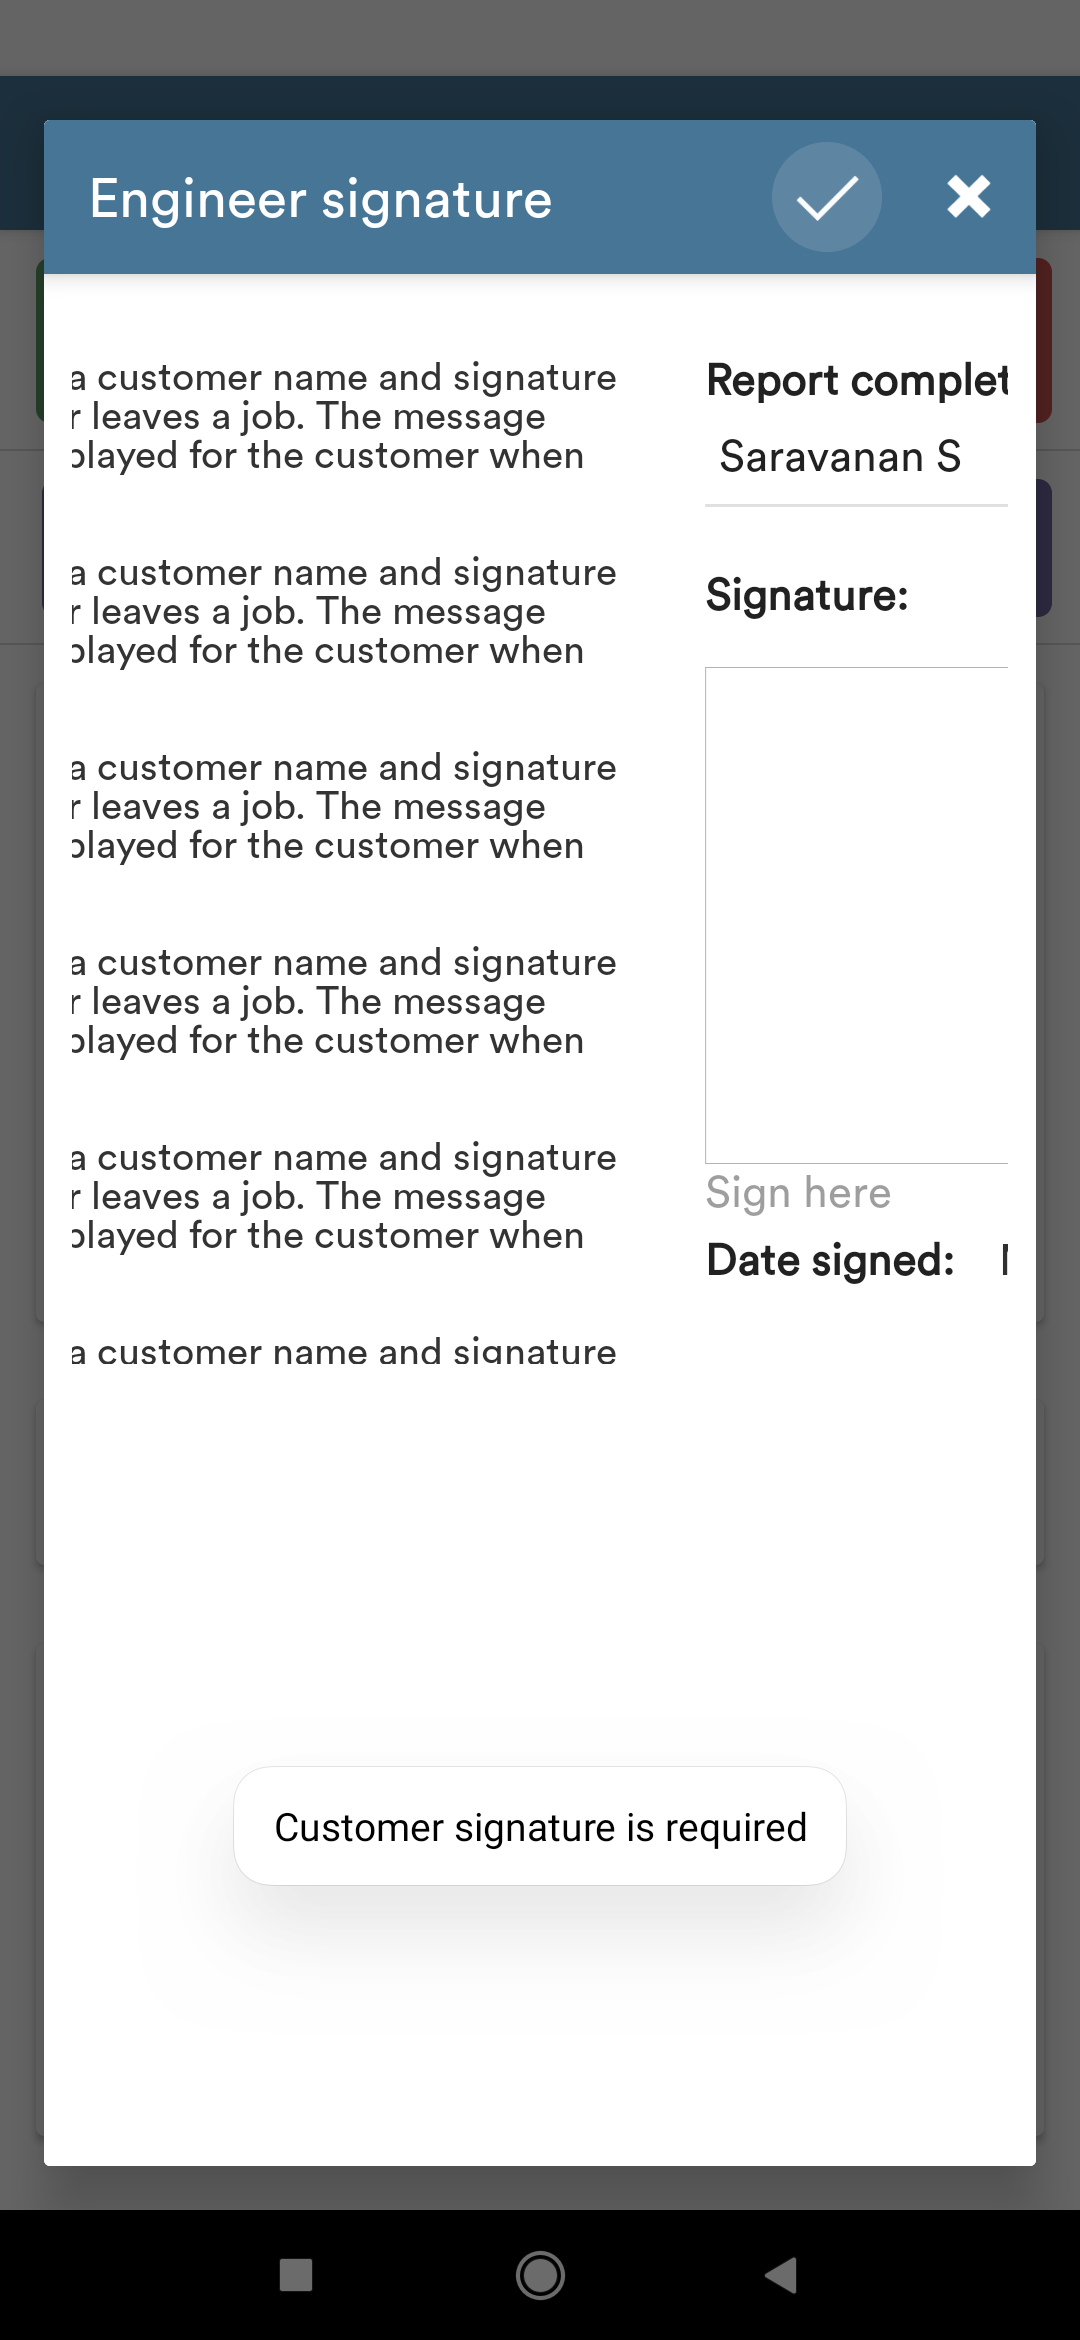 Engineer signature
a customer name and signature
r leaves a job. The message
played for the customer when
a customer name and signature
r leaves a job. The message
played for the customer when
a customer name and signature
r leaves a job. The message
played for the customer when
a customer name and signature
r leaves a job. The message
played for the customer when
a customer name and signature
r leaves a job. The message
played for the customer when
a customer name and signature
Report complet
Saravanan S
Signature:
Sign here
Date signed:
Customer signature is required